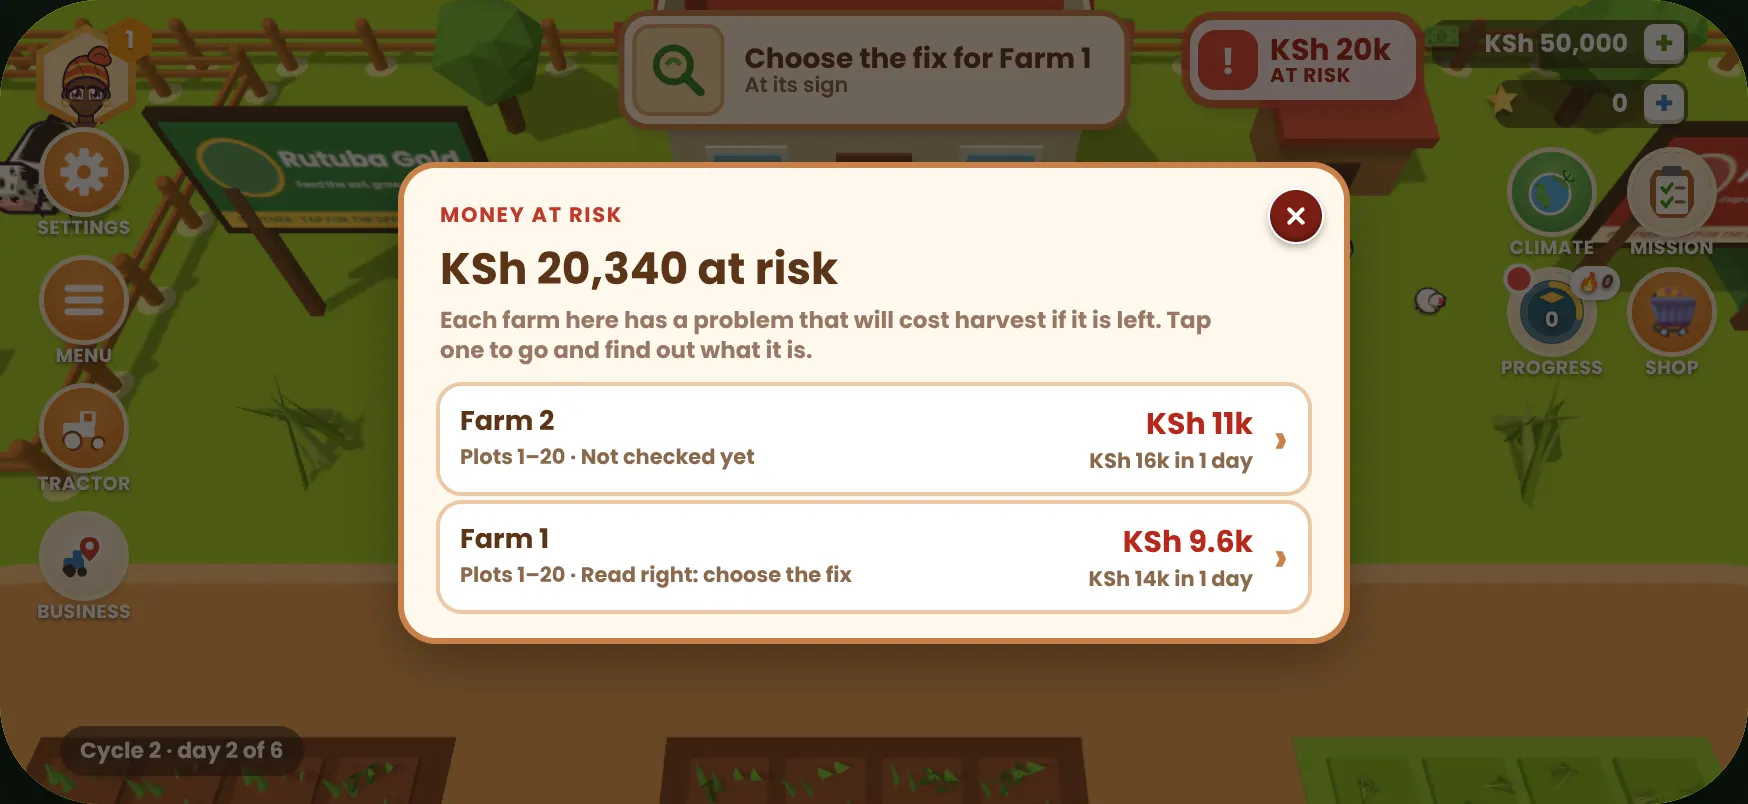 1
Choose the fix for Farm 1
At its sign
!
KSh 20k
AT RISK
KSh 50,000
+
0
+
Rutuba Gold
SETTINGS
MENU
TRACTOR
BUSINESS
CLIMATE
MISSION
0
0
PROGRESS
SHOP
MONEY AT RISK
KSh 20,340 at risk
Each farm here has a problem that will cost harvest if it is left. Tap
one to go and find out what it is.
Farm 2
Plots 1–20 · Not checked yet
KSh 11k
KSh 16k in 1 day
Farm 1
Plots 1–20 · Read right: choose the fix
KSh 9.6k
KSh 14k in 1 day
Cycle 2 · day 2 of 6